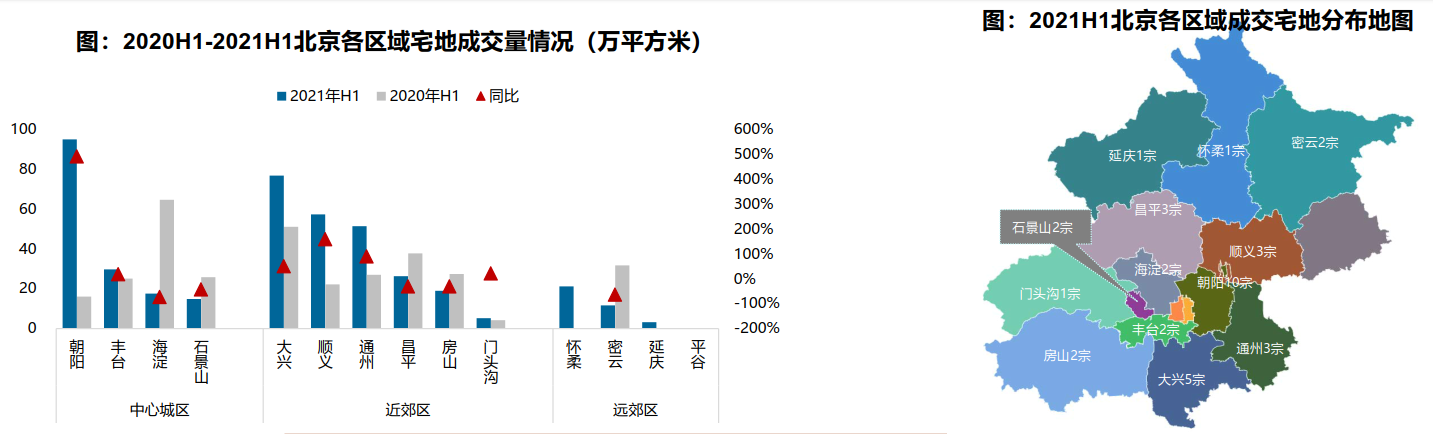 图：2020H1-2021H1北京各区域宅地成交量情况（万平方米）
2021年H1 2020年H1 同比
100
80
60
40
20
0
600%
500%
400%
300%
200%
100%
0%
-100%
-200%
朝阳 丰台 海淀 石景山 大兴 顺义 通州 昌平 房山 门头沟 怀柔 密云 延庆 平谷
中心城区 近郊区 远郊区
图：2021H1北京各区域成交宅地分布地图
密云2宗
怀柔1宗
延庆1宗
昌平3宗
石景山2宗
顺义3宗
海淀2宗
朝阳10宗
门头沟1宗
丰台2宗
通州3宗
房山2宗
大兴5宗